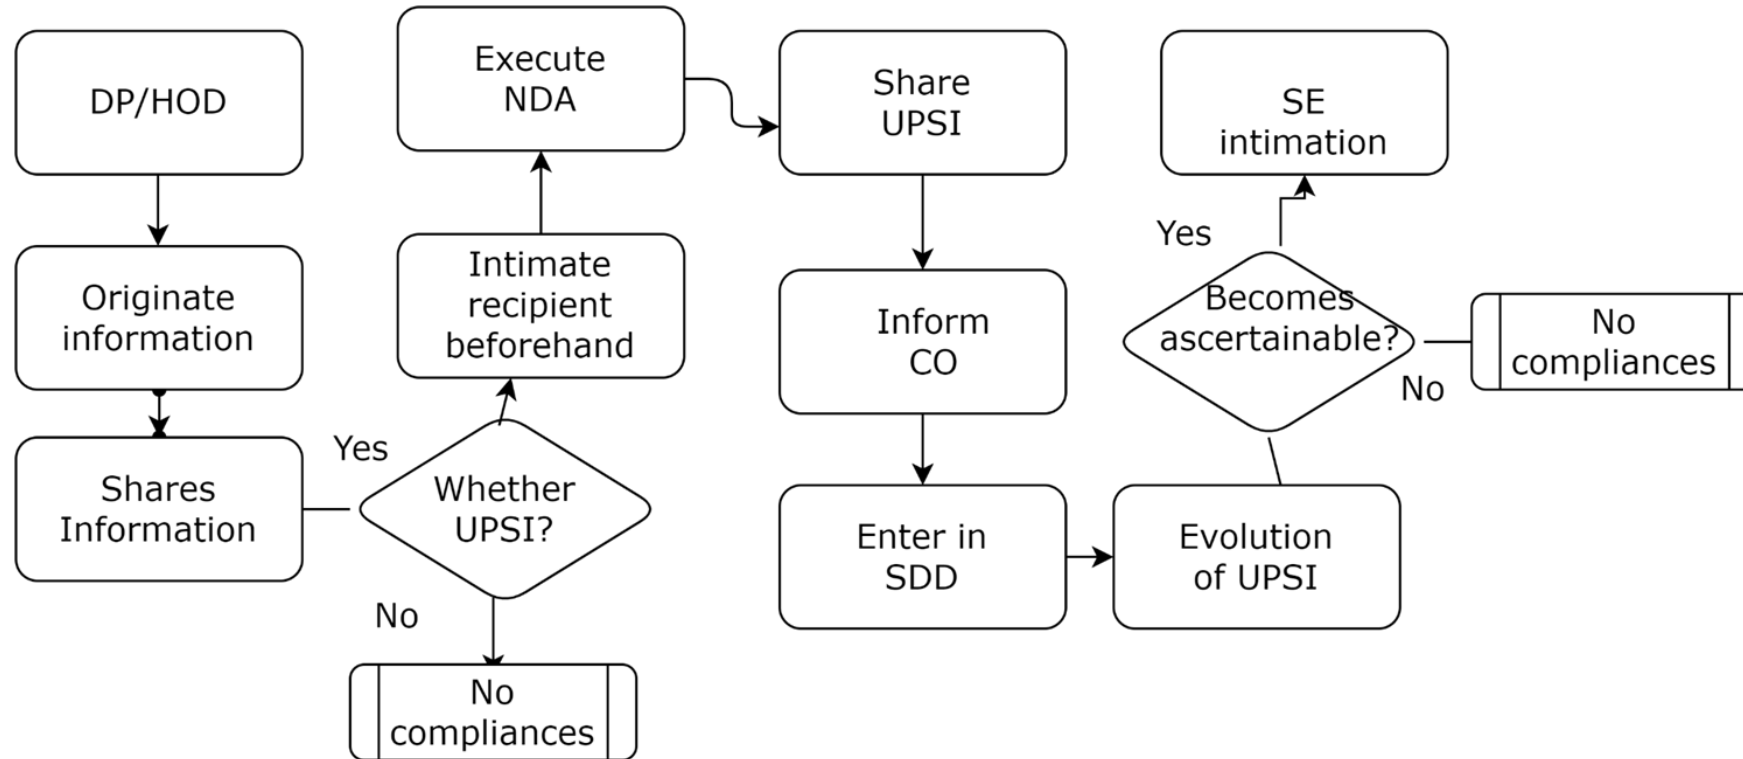 DP/HOD
Originate
information
Shares
Information
Yes
Whether
UPSI?
No
No
compliances
Intimate
recipient
beforehand
Execute
NDA
Share
UPSI
Inform
CO
Enter in
SDD
Evolution
of UPSI
Becomes
ascertainable?
Yes
SE
intimation
No
No
compliances